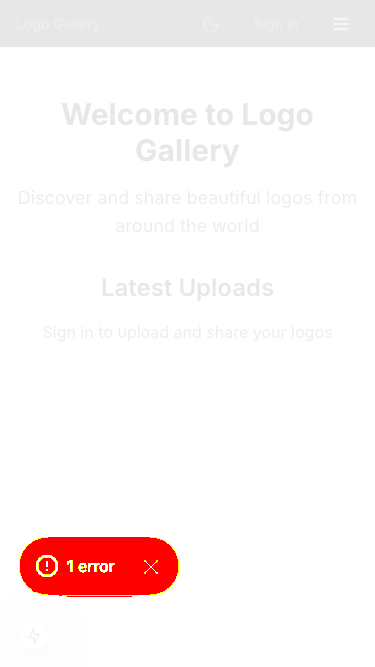 Logo Gallery
Sign In
Welcome to Logo
Gallery
Discover and share beautiful logos from
around the world
Latest Uploads
Sign in to upload and share your logos
1 error